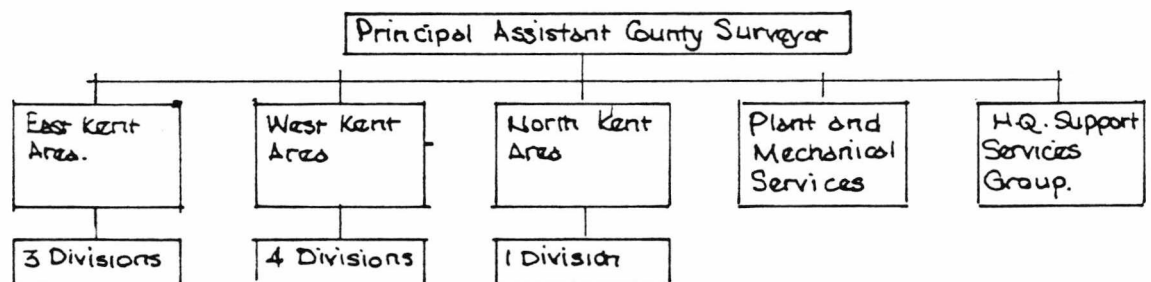 Principal Assistant County Surveyor
East Kent
Area.
West Kent
Area
North Kent
Area
Plant and
Mechanical
Services
H.Q. Support
Services
Group.
3 Divisions
4 Divisions
1 Division